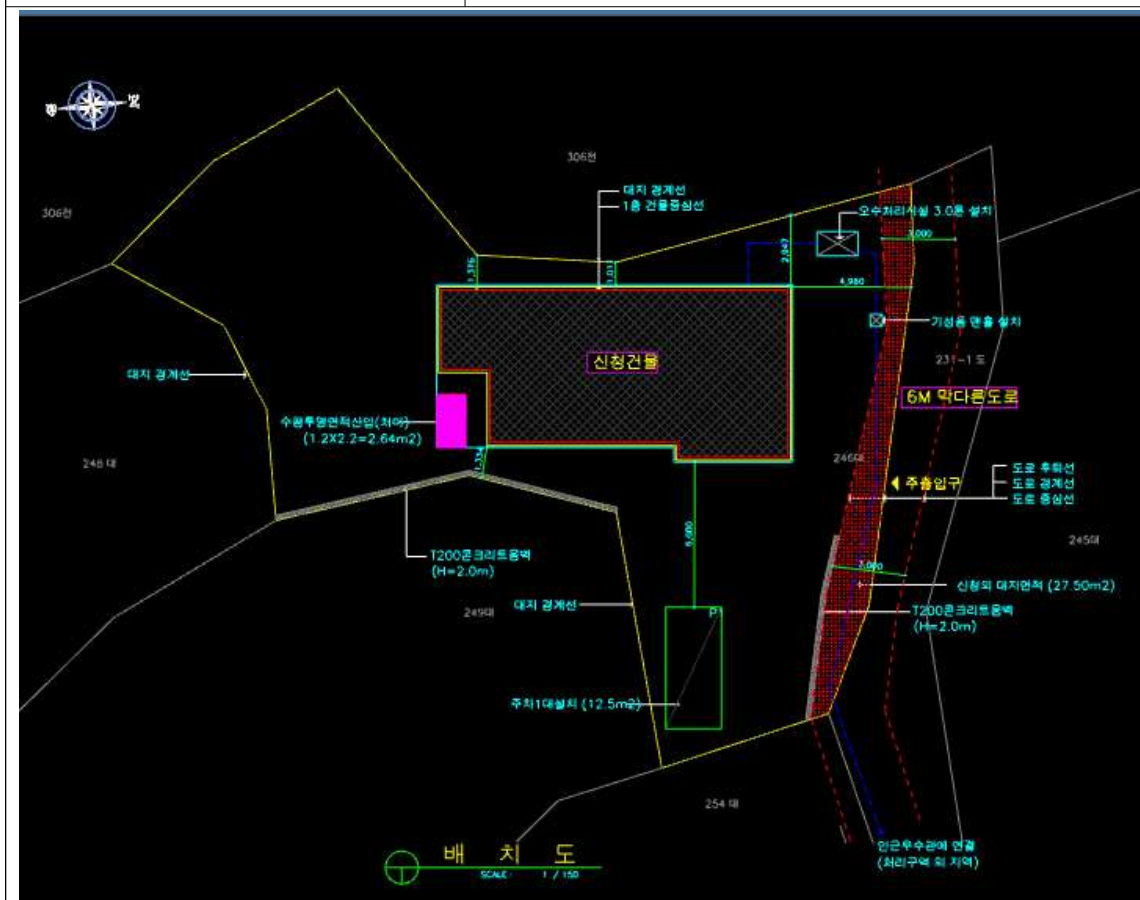 306전
306전
대지 경계선
1층 건물중심선
오수처리시설 3.0톤 설치
3,000
1,376
1,011
2,947
4,980
기성품 맨홀 설치
231-1 도
신청건물
6M 막다른도로
대지 경계선
수평투영면적산입(처마)
(1.2X2.2=2.64m2)
1,334
248 대
246대
주출입구
도로 후퇴선
도로 경계선
도로 중심선
6,000
245대
T200콘크리트옹벽
(H=2.0m)
신청외 대지면적 (27.50m2)
249대
대지 경계선
T200콘크리트옹벽
(H=2.0m)
P
주차1대설치 (12.5m2)
254 대
인근우수관에 연결
(처리구역 외 지역)
배 치 도
SCALE : 1 / 150